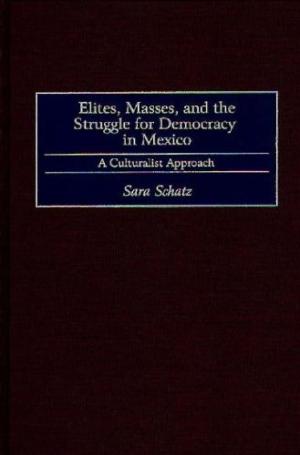 Elites, Masses, and the
Struggle for Democracy
in Mexico
A Culturalist Approach
Sara Schatz